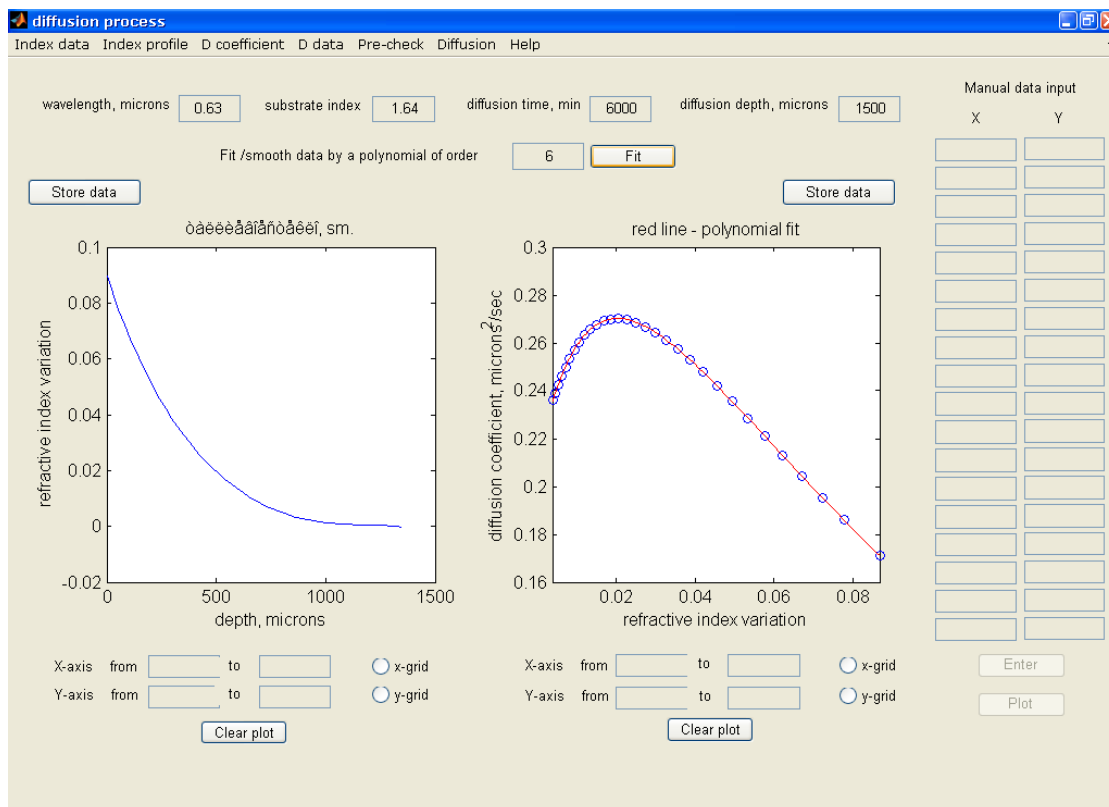 diffusion process
Index data Index profile D coefficient D data Pre-check Diffusion Help
wavelength, microns 0.63 substrate index 1.64 diffusion time, min 6000 diffusion depth, microns 1500
Manual data input
X Y
Fit /smooth data by a polynomial of order 6 Fit
Store data Store data
òàëëèåâîåñòåêëî, sm.
0.1
0.08
0.06
0.04
0.02
0
-0.02
refractive index variation
0 500 1000 1500
depth, microns
red line - polynomial fit
0.3
0.28
0.26
0.24
0.22
0.2
0.18
0.16
diffusion coefficient, microns2/sec
0.02 0.04 0.06 0.08
refractive index variation
X-axis from to x-grid
Y-axis from to y-grid
Clear plot
X-axis from to x-grid
Y-axis from to y-grid
Clear plot
Enter
Plot